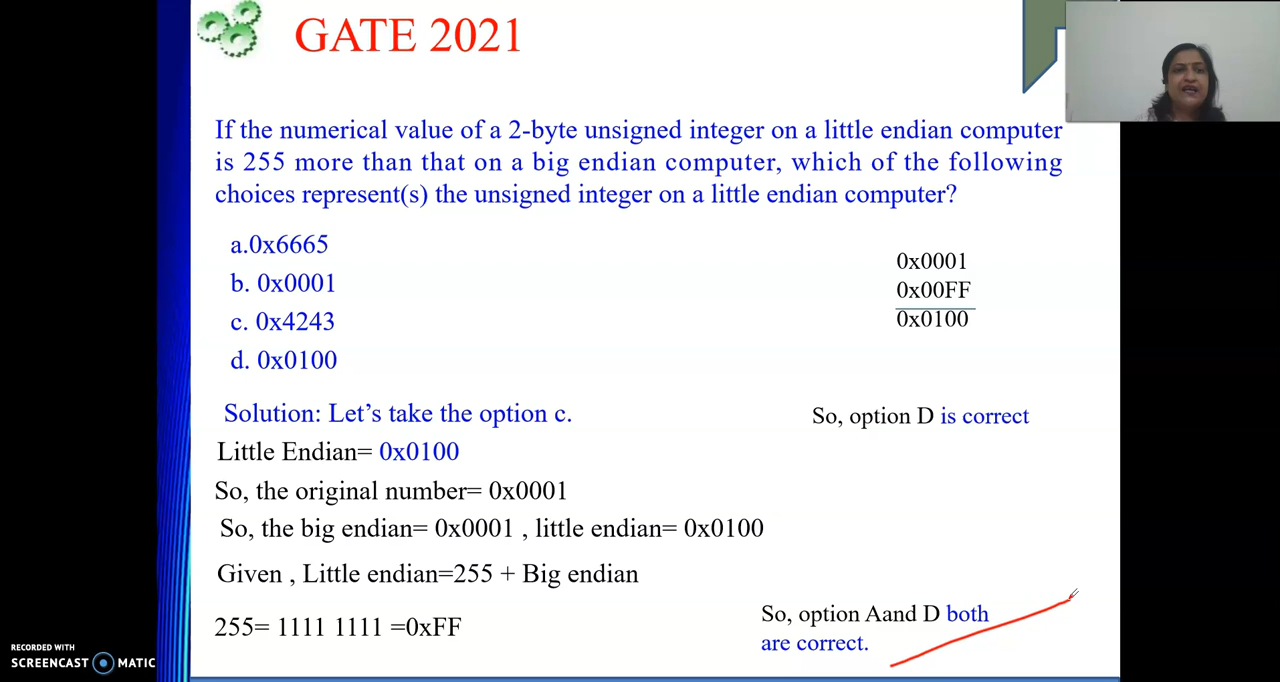 GATE 2021
If the numerical value of a 2-byte unsigned integer on a little endian computer
is 255 more than that on a big endian computer, which of the following
choices represent(s) the unsigned integer on a little endian computer?
a.0x6665
b. 0x0001
c. 0x4243
d. 0x0100
0x0001
0x00FF
0x0100
Solution: Let’s take the option c.
Little Endian= 0x0100
So, the original number= 0x0001
So, the big endian= 0x0001 , little endian= 0x0100
Given , Little endian=255 + Big endian
255= 1111 1111 =0xFF
So, option D is correct
So, option Aand D both
are correct.
RECORDED WITH
SCREENCAST MATIC